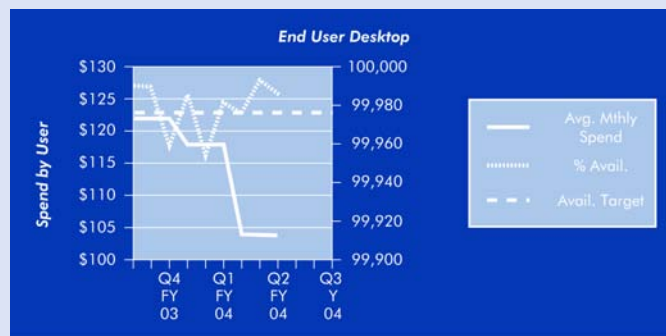 End User Desktop
$130
$125
$120
$115
$110
$105
$100
Spend by User
100,000
99,980
99,960
99,940
99,920
99,900
Q4
FY
03
Q1
FY
04
Q2
FY
04
Q3
Y
04
Avg. Mthly
Spend
% Avail.
Avail. Target